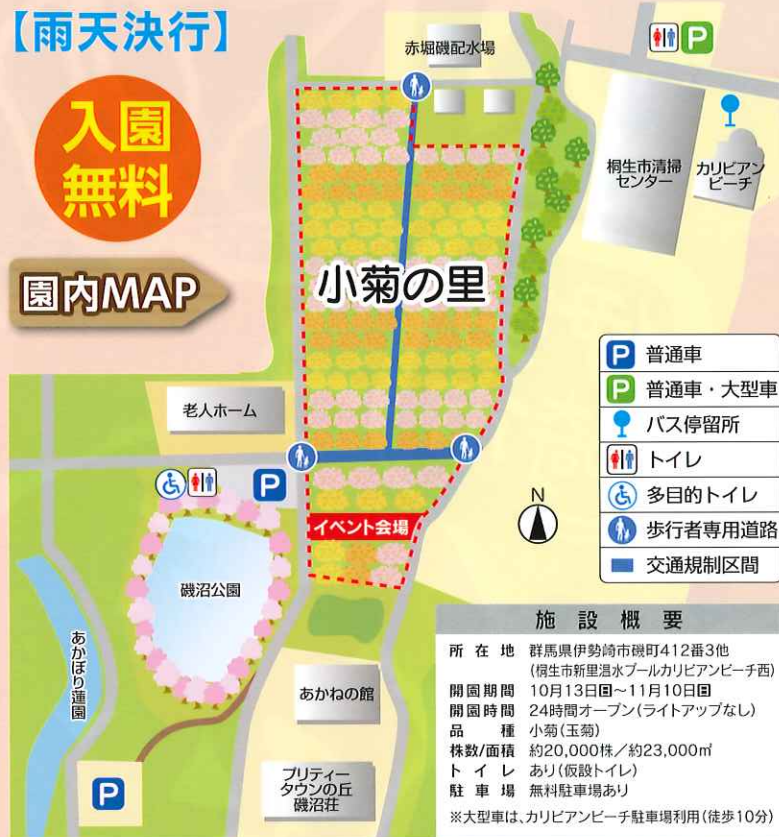 【雨天決行】
入園
無料
園内MAP
赤堀磯配水場
P
桐生市清掃
センター
カリビアン
ビーチ
小菊の里
老人ホーム
P
イベント会場
磯沼公園
あかぼり蓮園
あかねの館
プリティー
タウンの丘
磯沼荘
P
N
P 普通車
P 普通車・大型車
バス停留所
トイレ
多目的トイレ
歩行者専用道路
交通規制区間
施設概要
所在地 群馬県伊勢崎市磯町412番3他
(桐生市新里温水プールカリビアンビーチ西)
開園期間 10月13日日~11月10日日
開園時間 24時間オープン(ライトアップなし)
品種 小菊(玉菊)
株数/面積 約20,000株/約23,000㎡
トイレ あり(仮設トイレ)
駐車場 無料駐車場あり
※大型車は、カリビアンビーチ駐車場利用(徒歩10分)